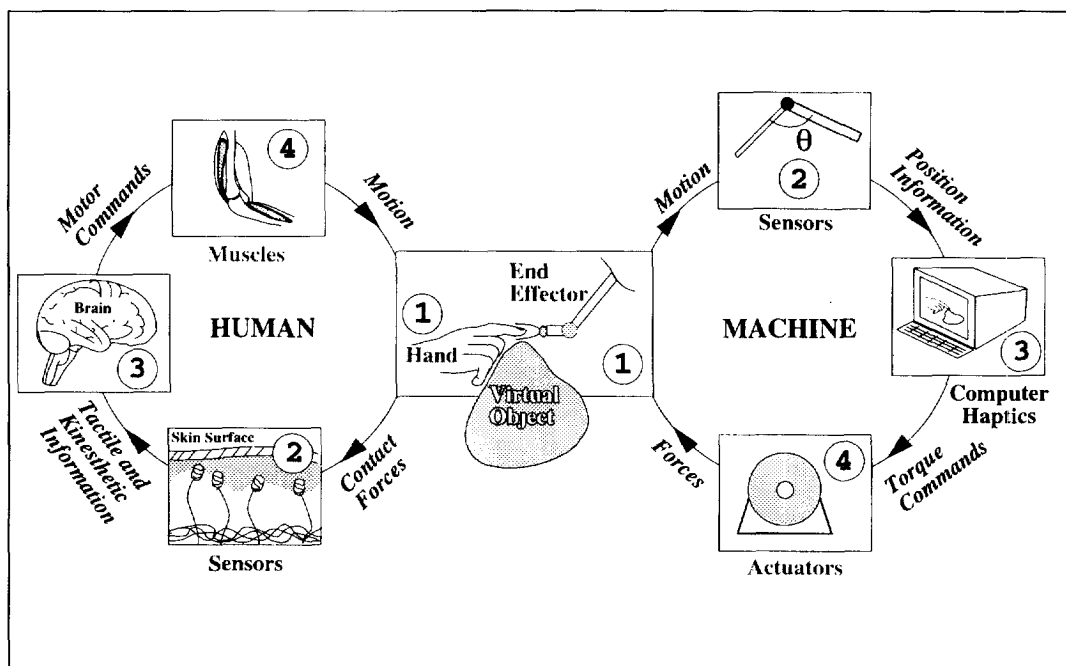 4
Muscles
Motor
Commands
Motion
Brain
3
HUMAN
Tactile and
Kinesthetic
Information
Skin Surface
2
Sensors
Contact
Forces
1
Hand
End
Effector
1
Virtual
Object
Motion
θ
2
Sensors
Position
Information
MACHINE
3
Computer
Haptics
Forces
4
Actuators
Torque
Commands